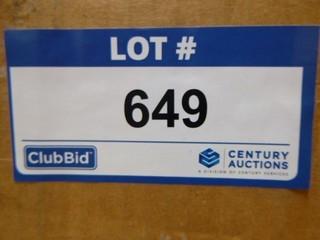 LOT #
649
ClubBid
CENTURY
AUCTIONS
A DIVISION OF CENTURY SERVICES